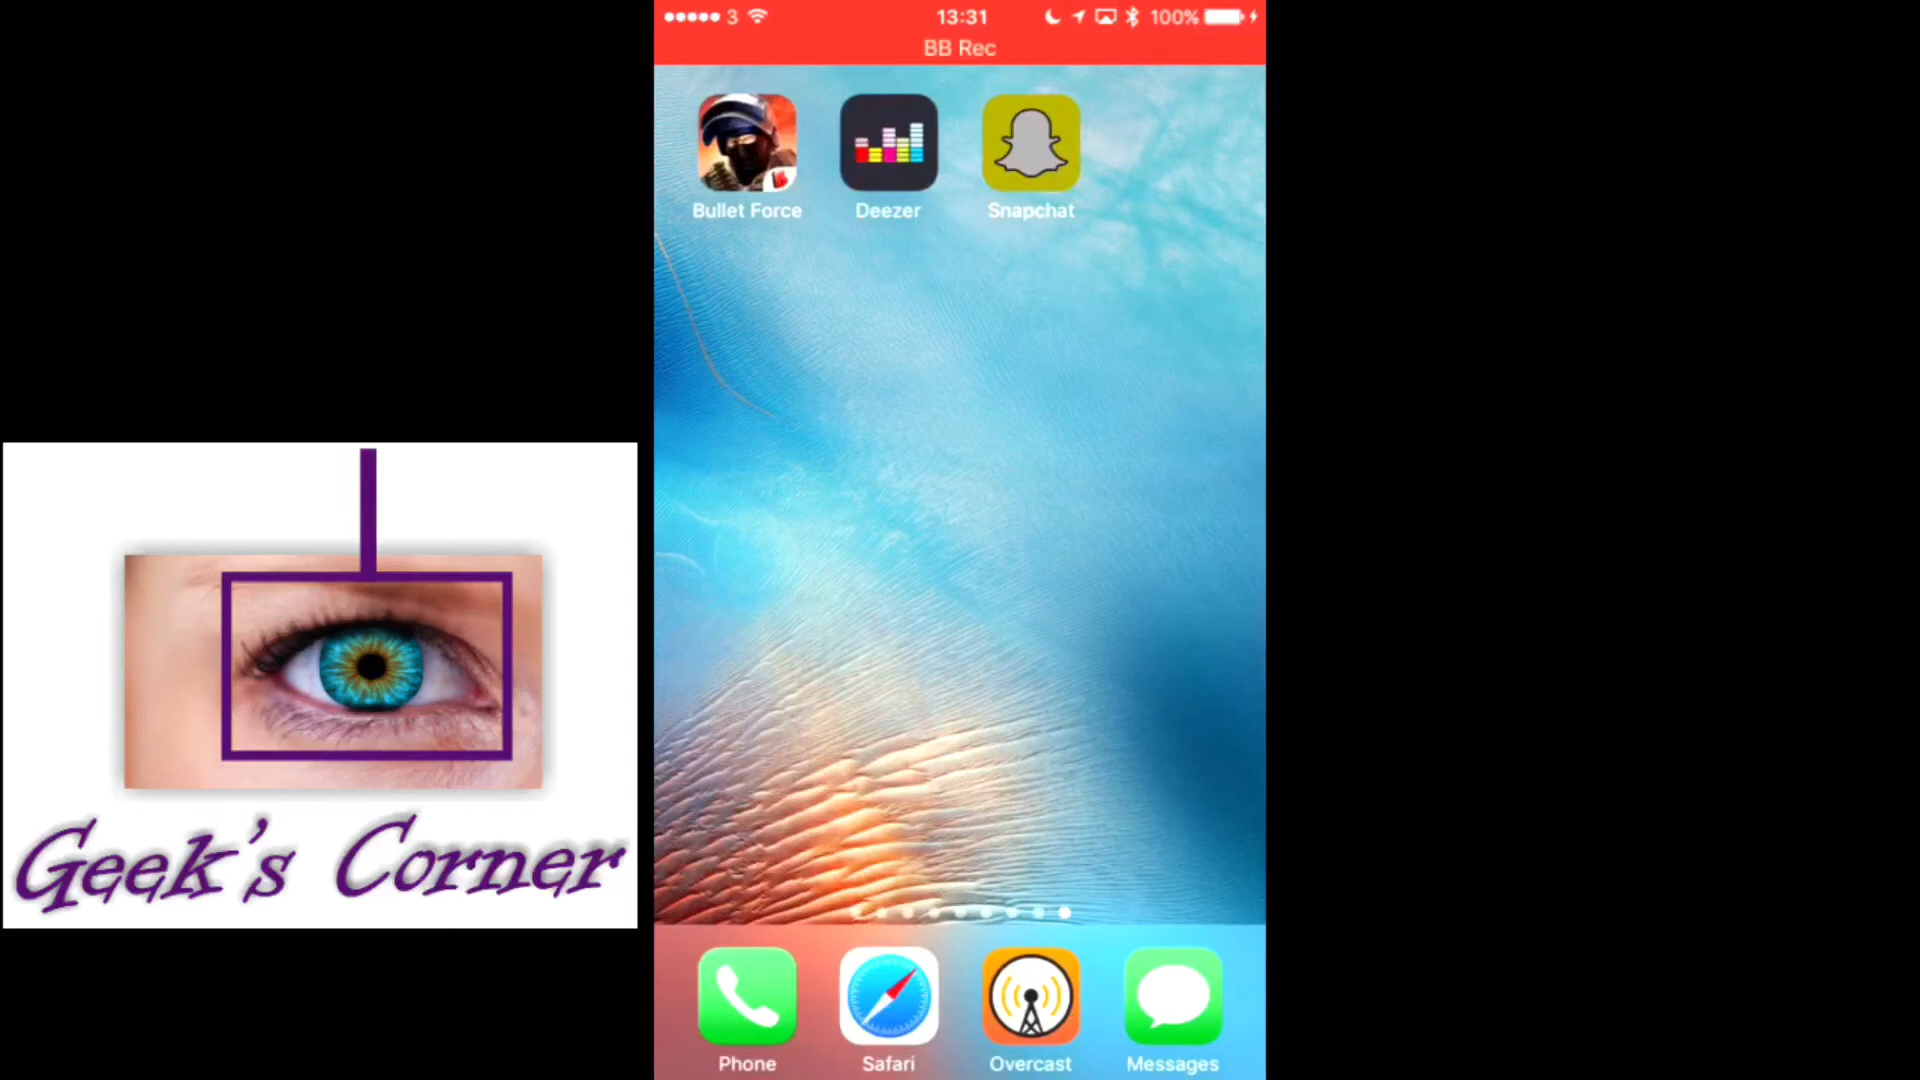 3 13:31 100%
BB Rec
Bullet Force Deezer Snapchat
Geek's Corner
Phone Safari Overcast Messages